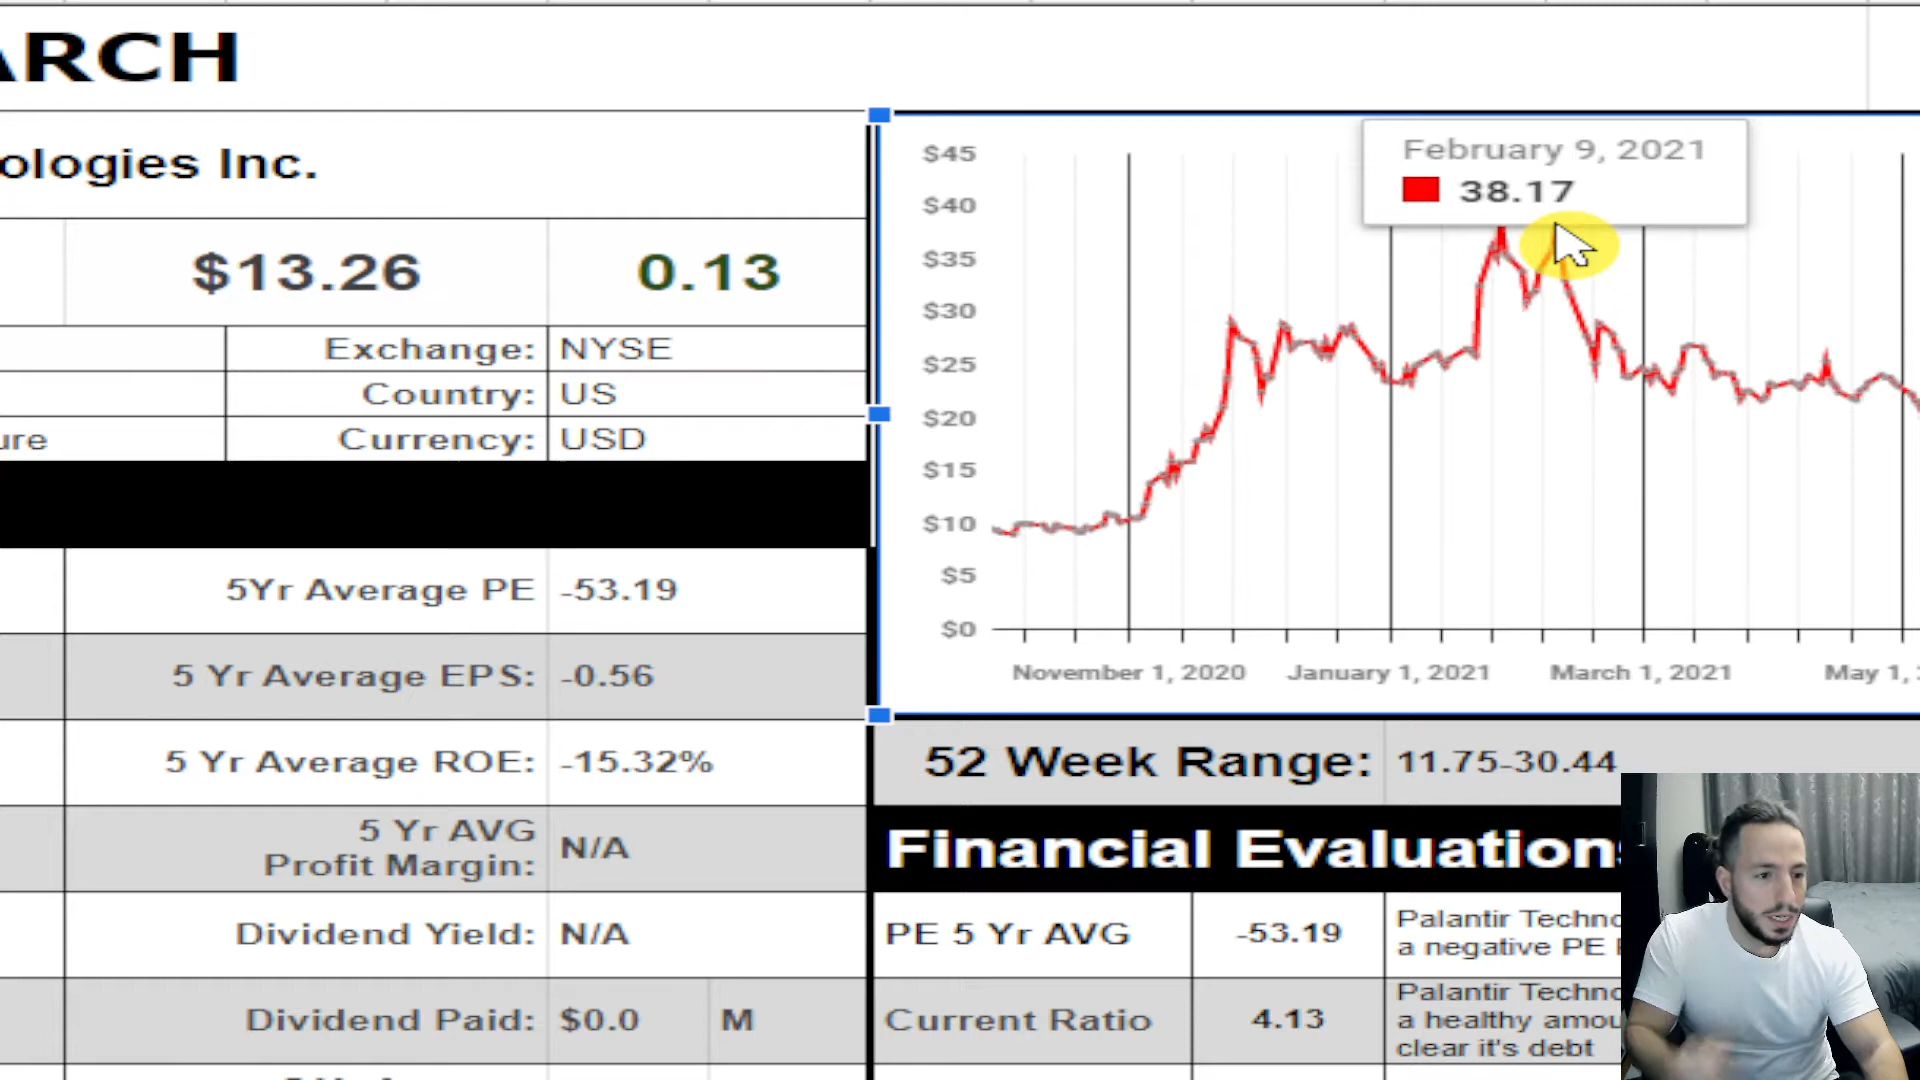 ARCH
ologies Inc.
$13.26
0.13
Exchange: NYSE
Country: US
ure
Currency: USD
5Yr Average PE -53.19
5 Yr Average EPS: -0.56
5 Yr Average ROE: -15.32%
5 Yr AVG
Profit Margin: N/A
Dividend Yield: N/A
Dividend Paid: $0.0 M
February 9, 2021
38.17
$45
$40
$35
$30
$25
$20
$15
$10
$5
$0
November 1, 2020 January 1, 2021 March 1, 2021 May 1,
52 Week Range: 11.75-30.44
Financial Evaluations
PE 5 Yr AVG -53.19
Palantir Techno
a negative PE
Current Ratio 4.13
Palantir Techno
a healthy amou
clear it's debt